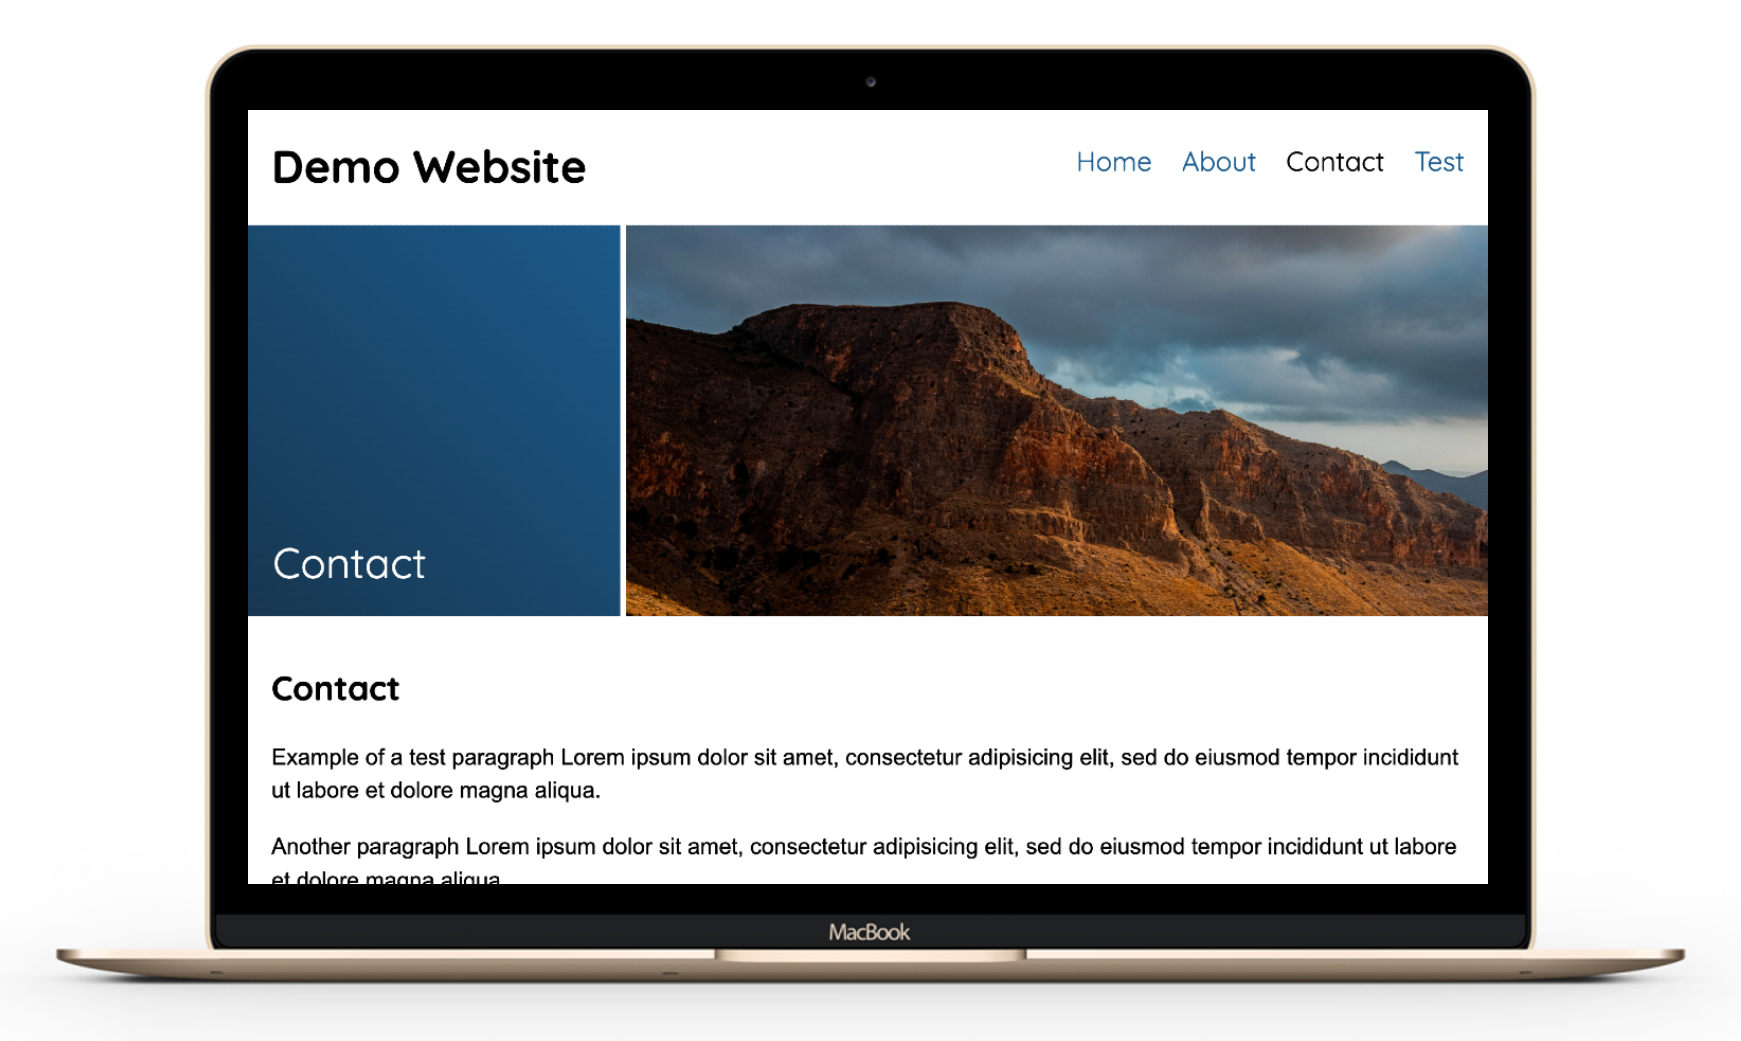 Demo Website
Home About Contact Test
Contact
Contact
Example of a test paragraph Lorem ipsum dolor sit amet, consectetur adipisicing elit, sed do eiusmod tempor incididunt
ut labore et dolore magna aliqua.
Another paragraph Lorem ipsum dolor sit amet, consectetur adipisicing elit, sed do eiusmod tempor incididunt ut labore
et dolore magna aliqua
MacBook